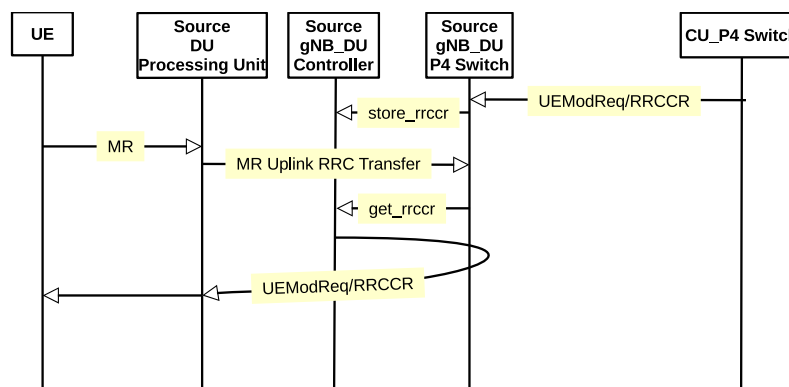 UE
Source
DU
Processing Unit
Source
gNB_DU
Controller
Source
gNB_DU
P4 Switch
CU_P4 Switch
UEModReq/RRCCR
store_rrccr
MR
MR Uplink RRC Transfer
get_rrccr
UEModReq/RRCCR